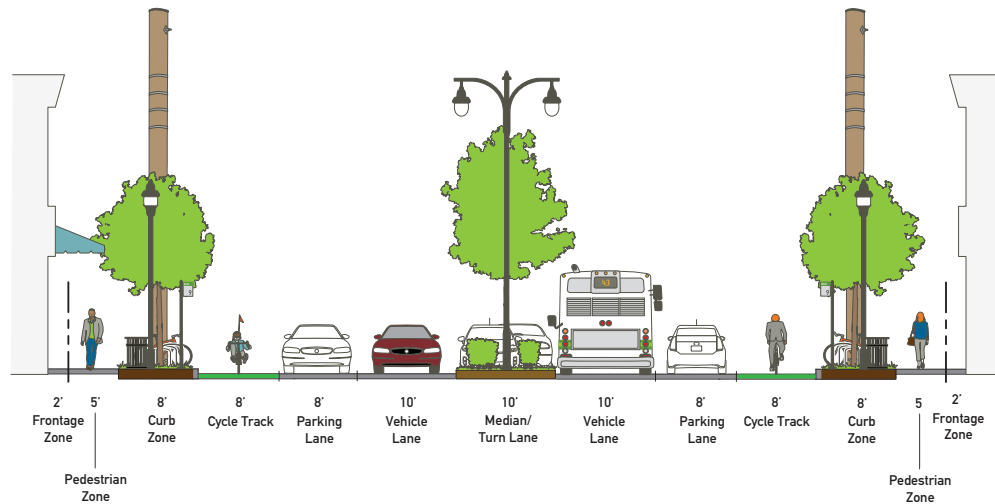 40
2’ 5’ 8’ 8’ 8’ 10’ 10’ 10’ 8’ 8’ 8’ 5 2’
Frontage Zone
Curb Zone
Cycle Track
Parking Lane
Vehicle Lane
Median/ Turn Lane
Vehicle Lane
Parking Lane
Cycle Track
Curb Zone
Frontage Zone
Pedestrian Zone
Pedestrian Zone